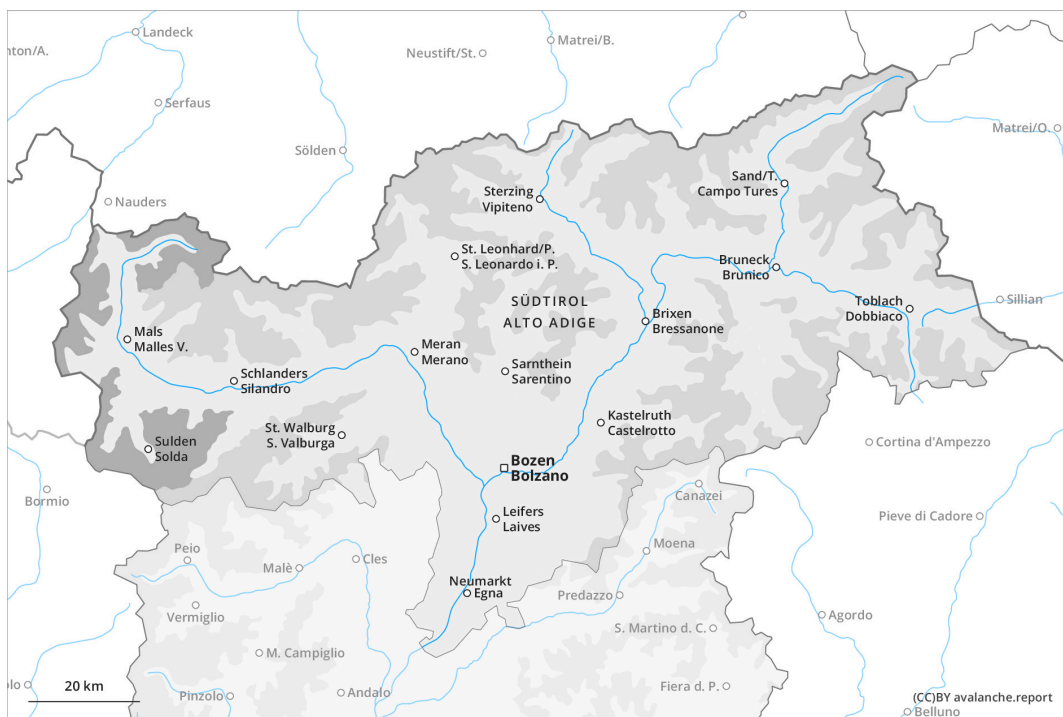 Landeck
nton/A.
Neustift/St.
Matrei/B.
Serfaus
Matrei/O.
Sölden
Nauders
Sterzing
Vipiteno
Sand/T.
Campo Tures
St. Leonhard/P.
S. Leonardo i. P.
Bruneck
Brunico
SÜDTIROL
ALTO ADIGE
Toblach
Dobbiaco
Sillian
Brixen
Bressanone
Mals
Malles V.
Meran
Merano
Sarnthein
Sarentino
Schlanders
Silandro
Kastelruth
Castelrotto
St. Walburg
S. Valburga
Sulden
Solda
Cortina d'Ampezzo
Bozen
Bolzano
Bormio
Canazei
Leifers
Laives
Pieve di Cadore
Peio
Malè
Cles
Moena
Neumarkt
Egna
Predazzo
Vermiglio
Agordo
S. Martino d. C.
M. Campiglio
olo
20 km
Pinzolo
Andalo
Fiera d. P.
(CC)BY avalanche.report
Belluno